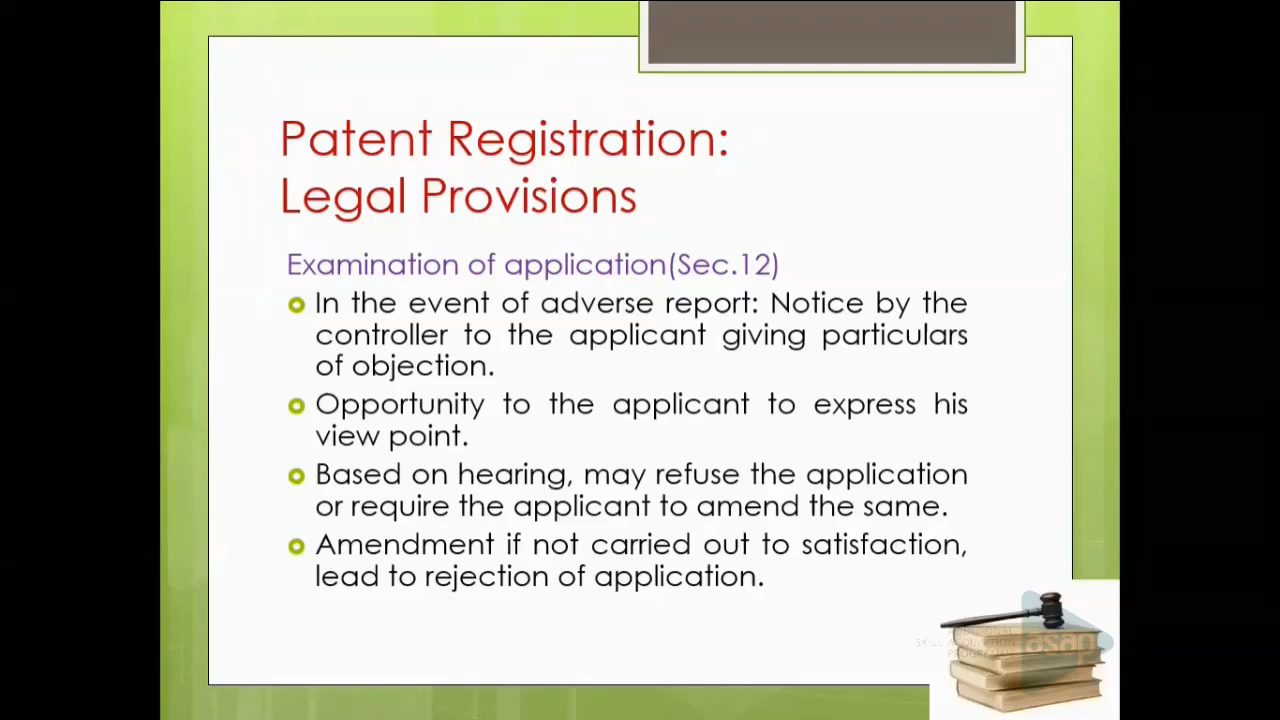 Patent Registration:
Legal Provisions
Examination of application(Sec.12)
In the event of adverse report: Notice by the
controller to the applicant giving particulars
of objection.
Opportunity to the applicant to express his
view point.
Based on hearing, may refuse the application
or require the applicant to amend the same.
Amendment if not carried out to satisfaction,
lead to rejection of application.
SKILL ACQUISITION
asap